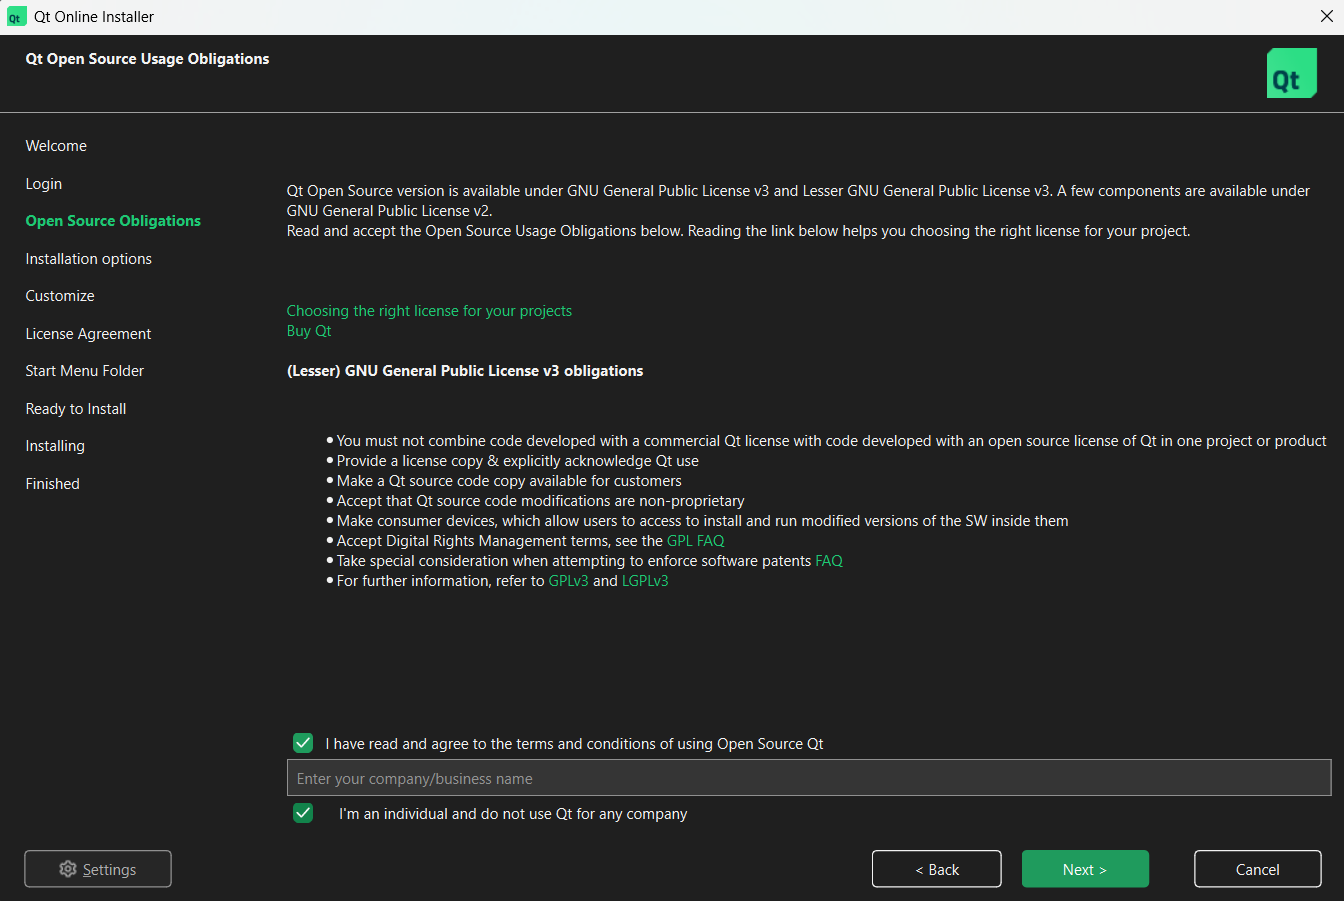 Qt Qt Online Installer
Qt Open Source Usage Obligations
Qt
Welcome
Login
Open Source Obligations
Installation options
Customize
License Agreement
Start Menu Folder
Ready to Install
Installing
Finished
Qt Open Source version is available under GNU General Public License v3 and Lesser GNU General Public License v3. A few components are available under
GNU General Public License v2.
Read and accept the Open Source Usage Obligations below. Reading the link below helps you choosing the right license for your project.
Choosing the right license for your projects
Buy Qt
(Lesser) GNU General Public License v3 obligations
• You must not combine code developed with a commercial Qt license with code developed with an open source license of Qt in one project or product
• Provide a license copy & explicitly acknowledge Qt use
• Make a Qt source code copy available for customers
• Accept that Qt source code modifications are non-proprietary
• Make consumer devices, which allow users to access to install and run modified versions of the SW inside them
• Accept Digital Rights Management terms, see the GPL FAQ
• Take special consideration when attempting to enforce software patents FAQ
• For further information, refer to GPLv3 and LGPLv3
I have read and agree to the terms and conditions of using Open Source Qt
Enter your company/business name
I'm an individual and do not use Qt for any company
Settings
< Back
Next >
Cancel